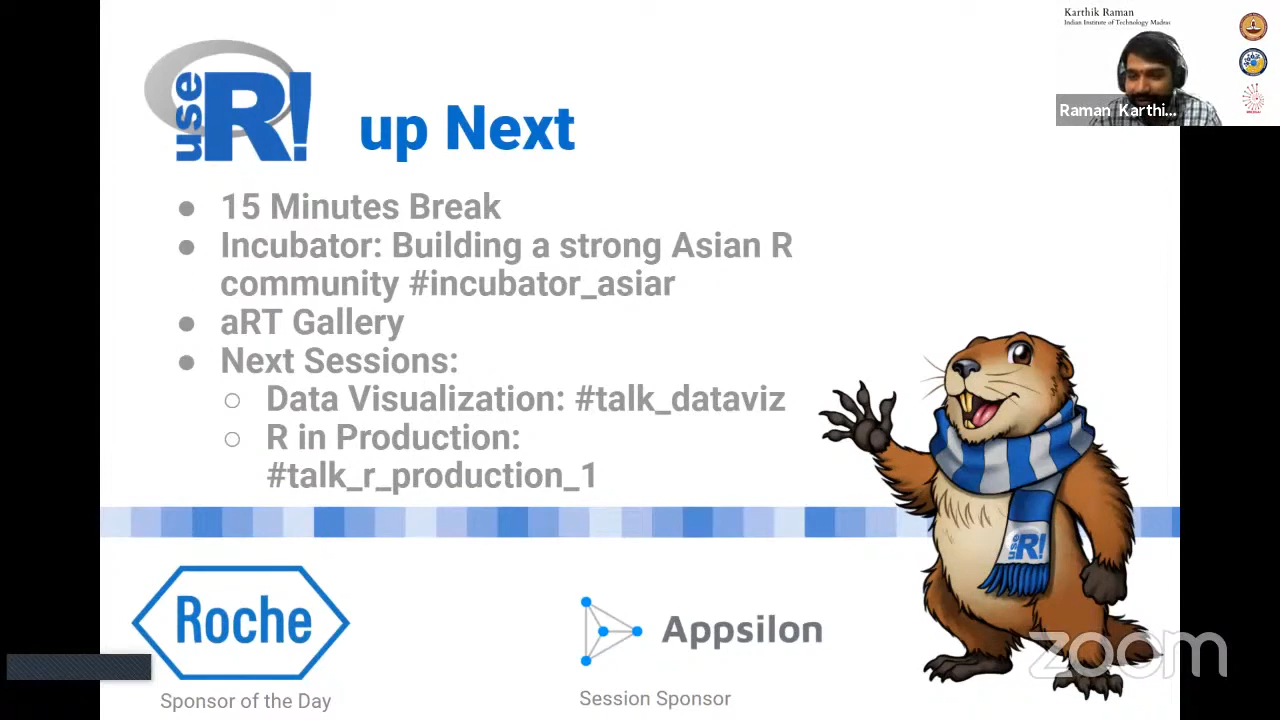 Karthik Raman
Indian Institute of Technology Madras
Raman Karthi...
use R!
up Next
● 15 Minutes Break
● Incubator: Building a strong Asian R
community #incubator_asiar
● aRT Gallery
● Next Sessions:
○ Data Visualization: #talk_dataviz
○ R in Production:
#talk_r_production_1
use R!
Roche
Sponsor of the Day
Appsilon
Session Sponsor
zoom